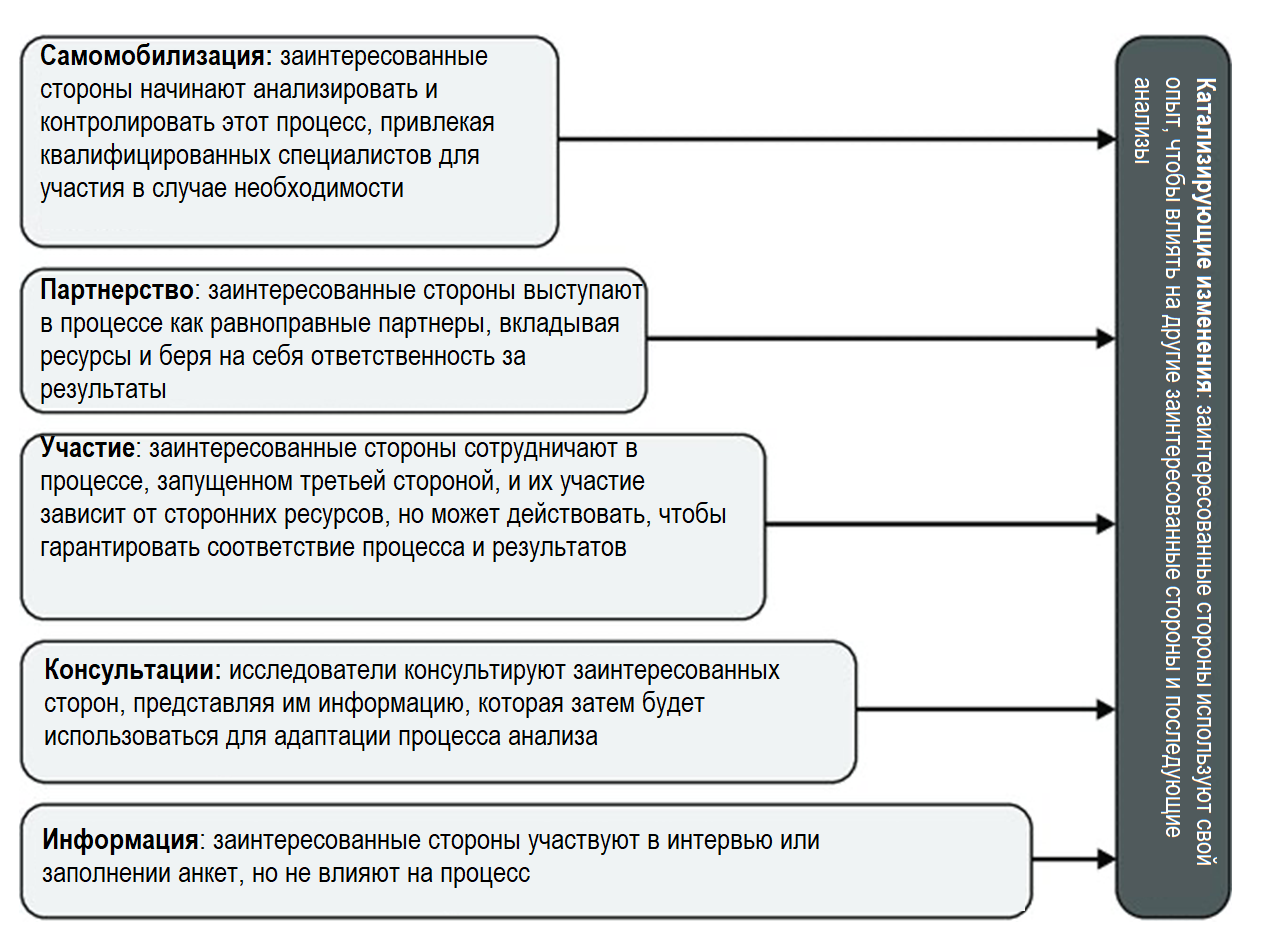 Самомобилизация: заинтересованные
стороны начинают анализировать и
контролировать этот процесс, привлекая
квалифицированных специалистов для
участия в случае необходимости
Партнерство: заинтересованные стороны выступают
в процессе как равноправные партнеры, вкладывая
ресурсы и беря на себя ответственность за
результаты
Участие: заинтересованные стороны сотрудничают в
процессе, запущенном третьей стороной, и их участие
зависит от сторонних ресурсов, но может действовать, чтобы
гарантировать соответствие процесса и результатов
Консультации: исследователи консультируют заинтересованных
сторон, представляя им информацию, которая затем будет
использоваться для адаптации процесса анализа
Информация: заинтересованные стороны участвуют в интервью или
заполнении анкет, но не влияют на процесс
Катализирующие изменения: заинтересованные стороны используют свой
опыт, чтобы влиять на другие заинтересованные стороны и последующие
анализы